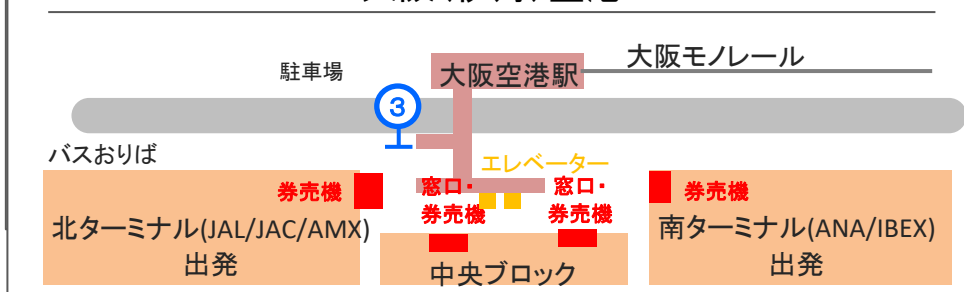 駐車場
大阪空港駅
大阪モノレール
③
バスおりば
エレベーター
券売機
窓口・
券売機
窓口・
券売機
券売機
北ターミナル(JAL/JAC/AMX)
出発
中央ブロック
南ターミナル(ANA/IBEX)
出発